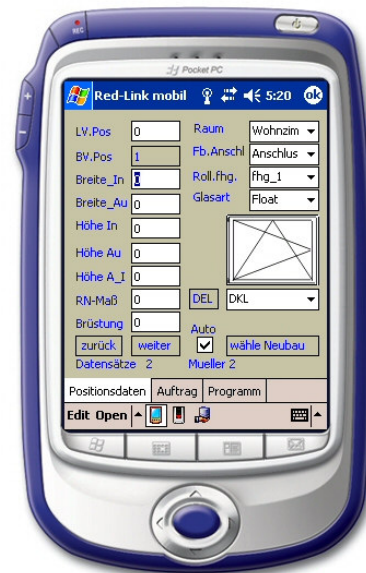 REC
Pocket PC
Red-Link mobil 5:20 ok
LV.Pos 0 Raum Wohnzim
BV.Pos 1 Fb.Anschl Anschlus
Breite_In 0 Roll.fhg. fhg_1
Breite_Au 0 Glasart Float
Höhe In 0
Höhe Au 0
Höhe A_I 0
RN-Maß 0 DEL DKL
Brüstung 0 Auto
zurück weiter wähle Neubau
Datensätze 2 Mueller 2
Positionsdaten Auftrag Programm
Edit Open